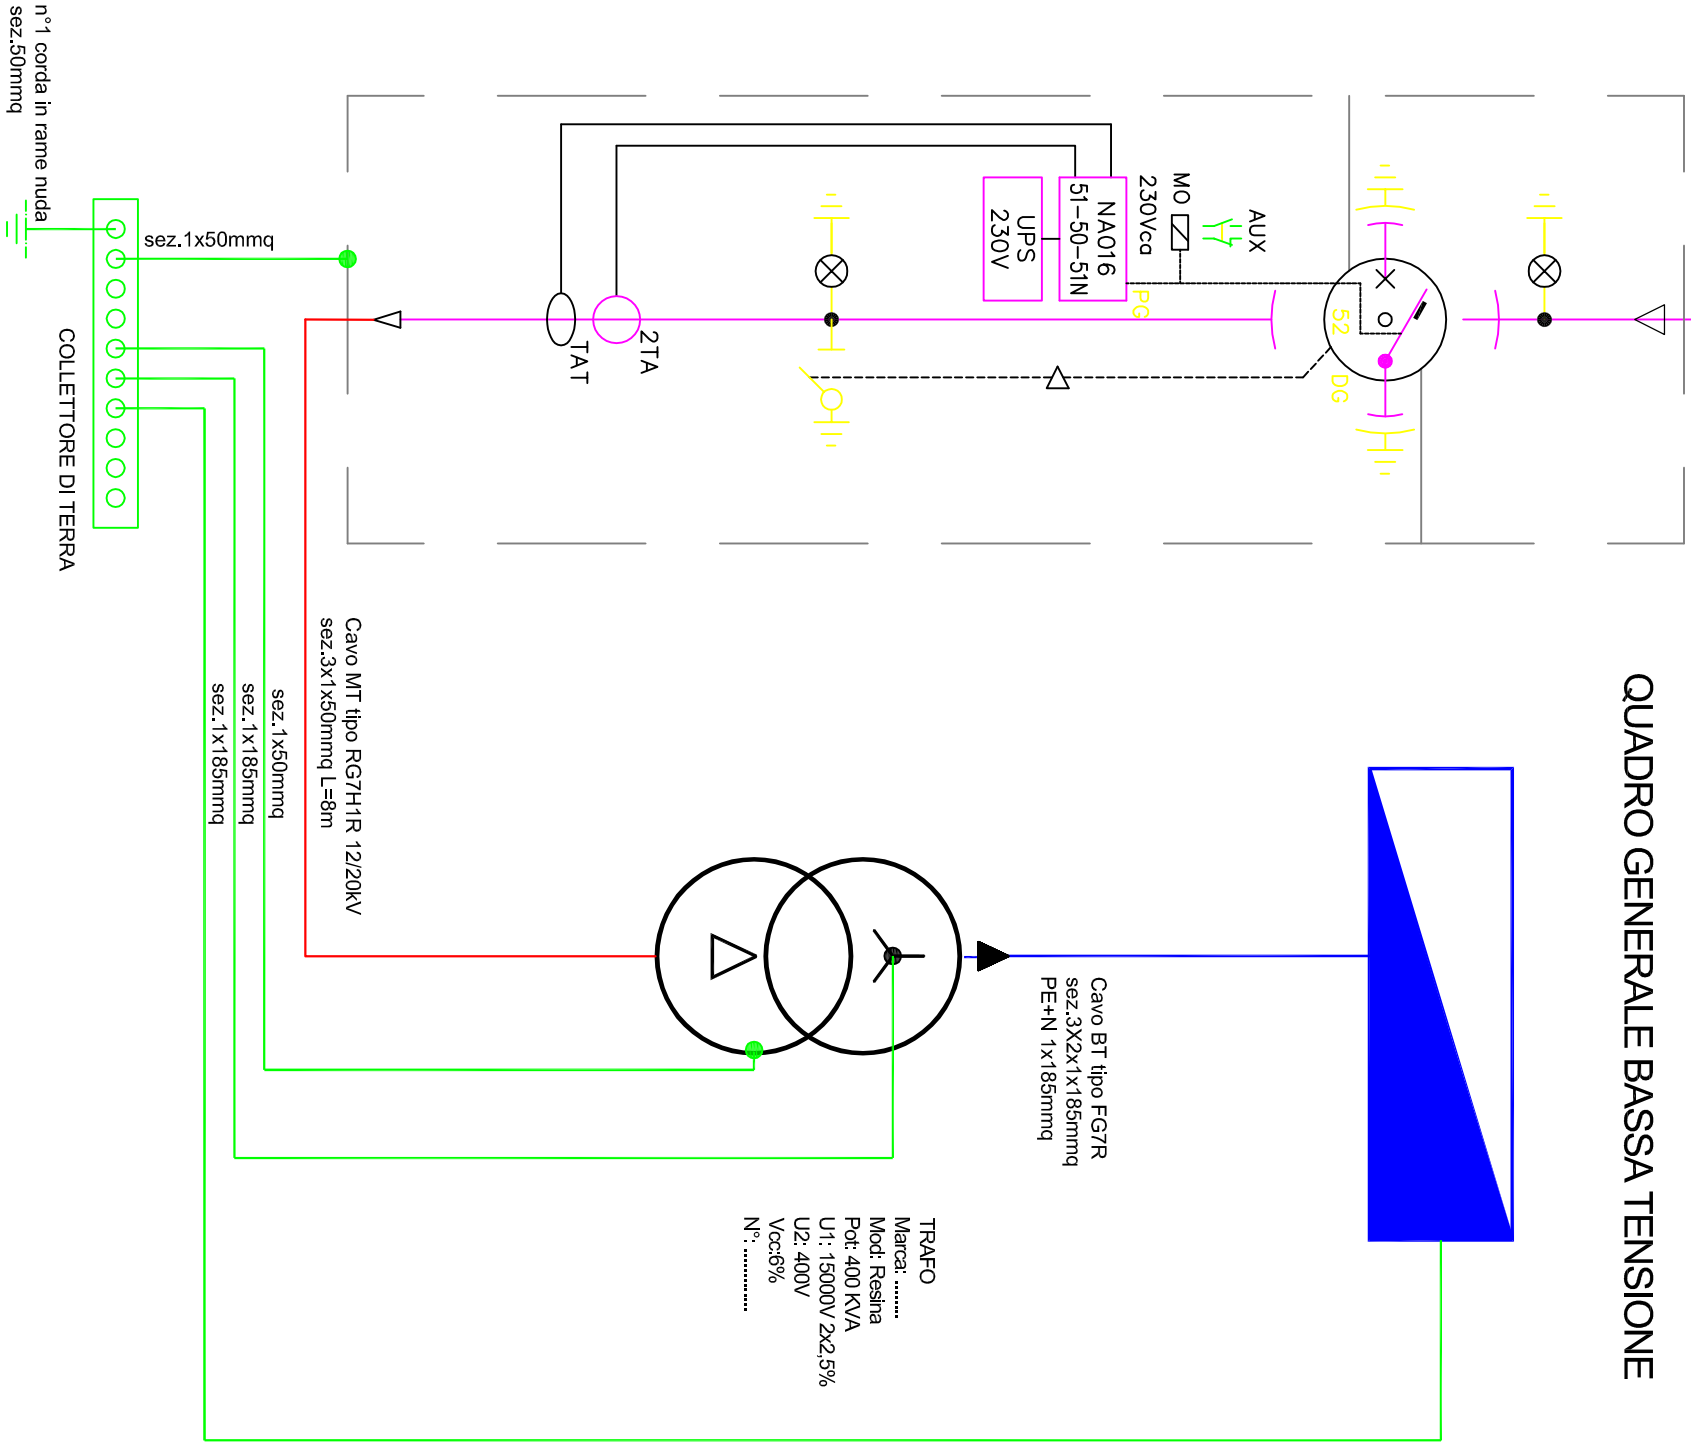 QUADRO GENERALE BASSA TENSIONE
AUX
MO
230Vca
NA016
51-50-51N
UPS
230V
PG
52
DG
2TA
TAT
Cavo MT tipo RG7H1R 12/20kV
sez.3x1x50mmq L=8m
Cavo BT tipo FG7R
sez.3X2x1x185mmq
PE+N 1x185mmq
TRAFO
Marca: .........
Mod: Resina
Pot: 400 KVA
U1: 15000V 2x2,5%
U2: 400V
Vcc:6%
N°: ..............
sez.1x50mmq
sez.1x50mmq
sez.1x185mmq
sez.1x185mmq
COLLETTORE DI TERRA
n°1 corda in rame nuda
sez.50mmq